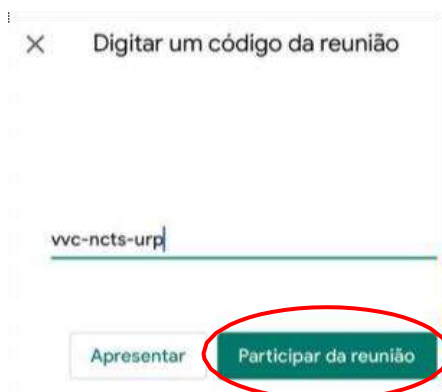 Digitar um código da reunião
vvc-ncts-urp
Apresentar
Participar da reunião